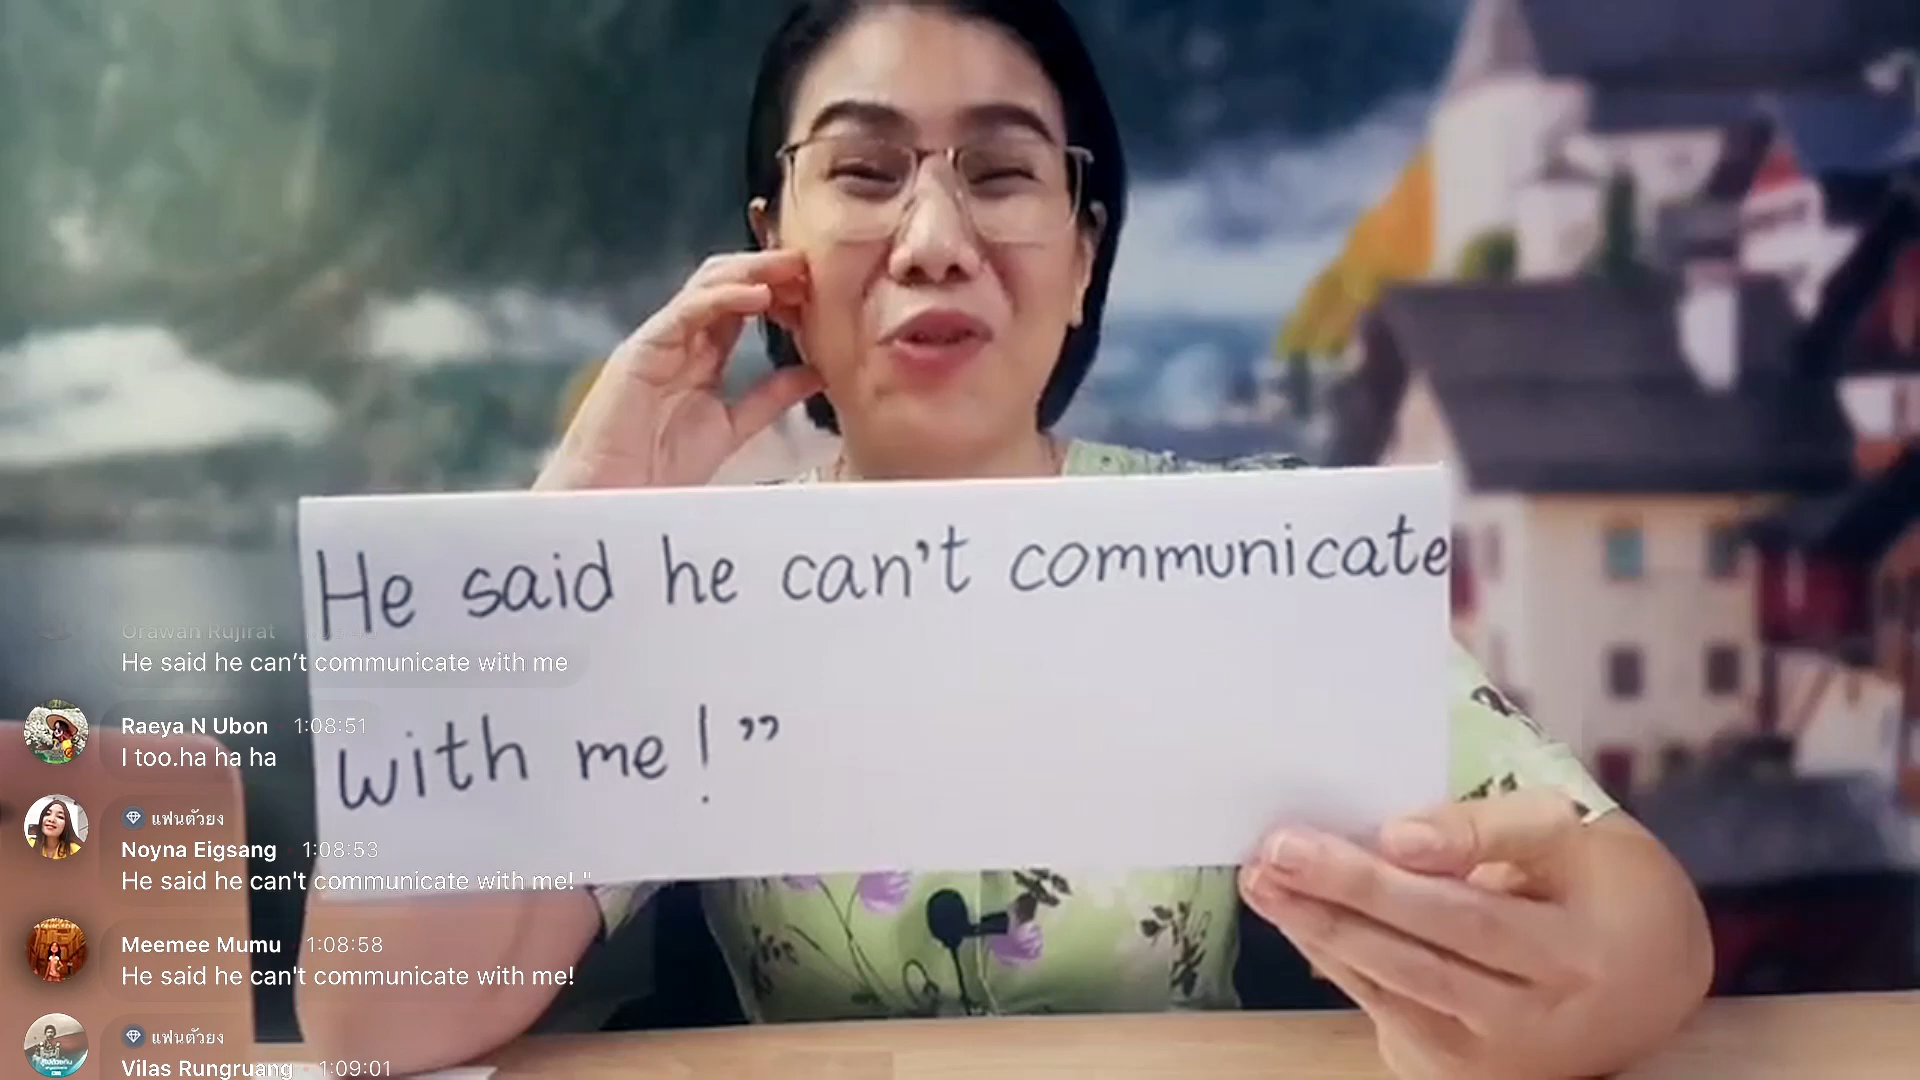 He said he can't communicate
with me!”
Orawan Rujirat
He said he can’t communicate with me
Raeya N Ubon 1:08:51
I too.ha ha ha
แฟนตัวยง
Noyna Eigsang 1:08:53
He said he can't communicate with me! "
Meemee Mumu 1:08:58
He said he can't communicate with me!
แฟนตัวยง
Vilas Rungruang 1:09:01